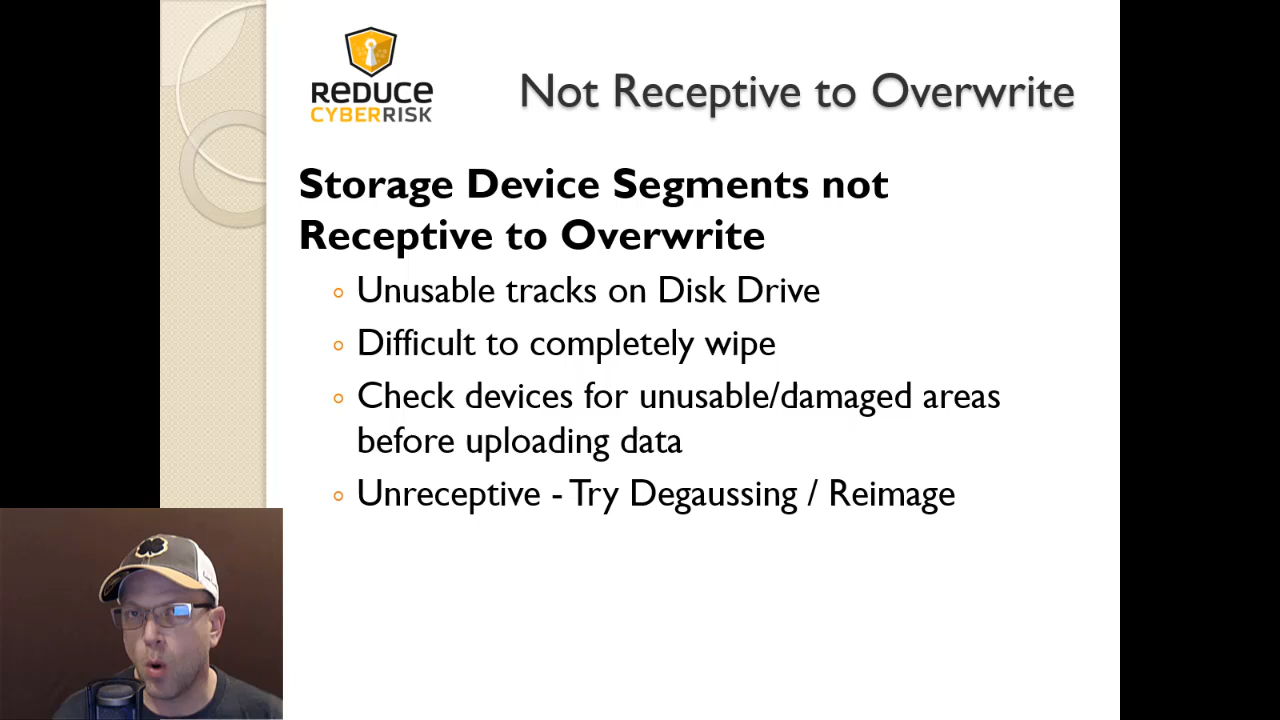 REDUCE
CYBERRISK
Not Receptive to Overwrite
Storage Device Segments not
Receptive to Overwrite
Unusable tracks on Disk Drive
Difficult to completely wipe
Check devices for unusable/damaged areas
before uploading data
Unreceptive - Try Degaussing / Reimage